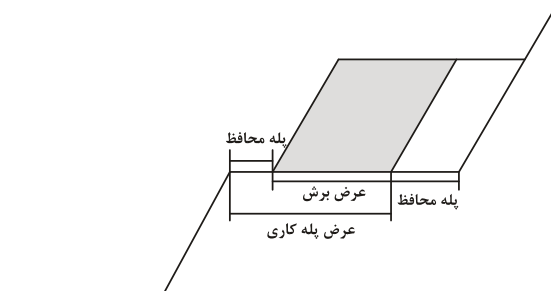 پله محافظ
عرض برش
پله محافظ
عرض پله کاری